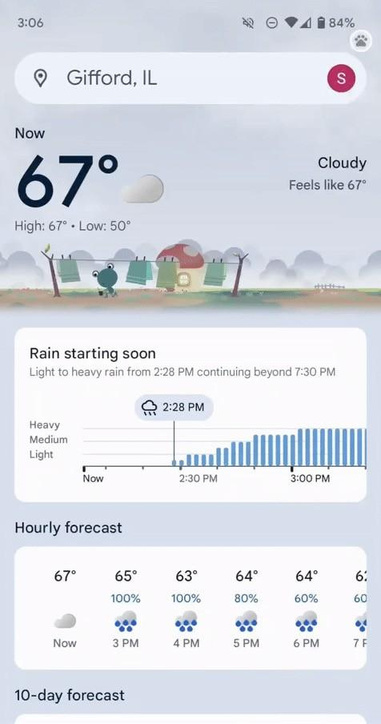 3:06
84%
Gifford, IL
S
Now
67°
Cloudy
Feels like 67°
High: 67° • Low: 50°
Rain starting soon
Light to heavy rain from 2:28 PM continuing beyond 7:30 PM
2:28 PM
Heavy
Medium
Light
Now 2:30 PM 3:00 PM
Hourly forecast
67° 65° 63° 64° 64° 62
100% 100% 80% 60% 60
Now 3 PM 4 PM 5 PM 6 PM 7 P
10-day forecast